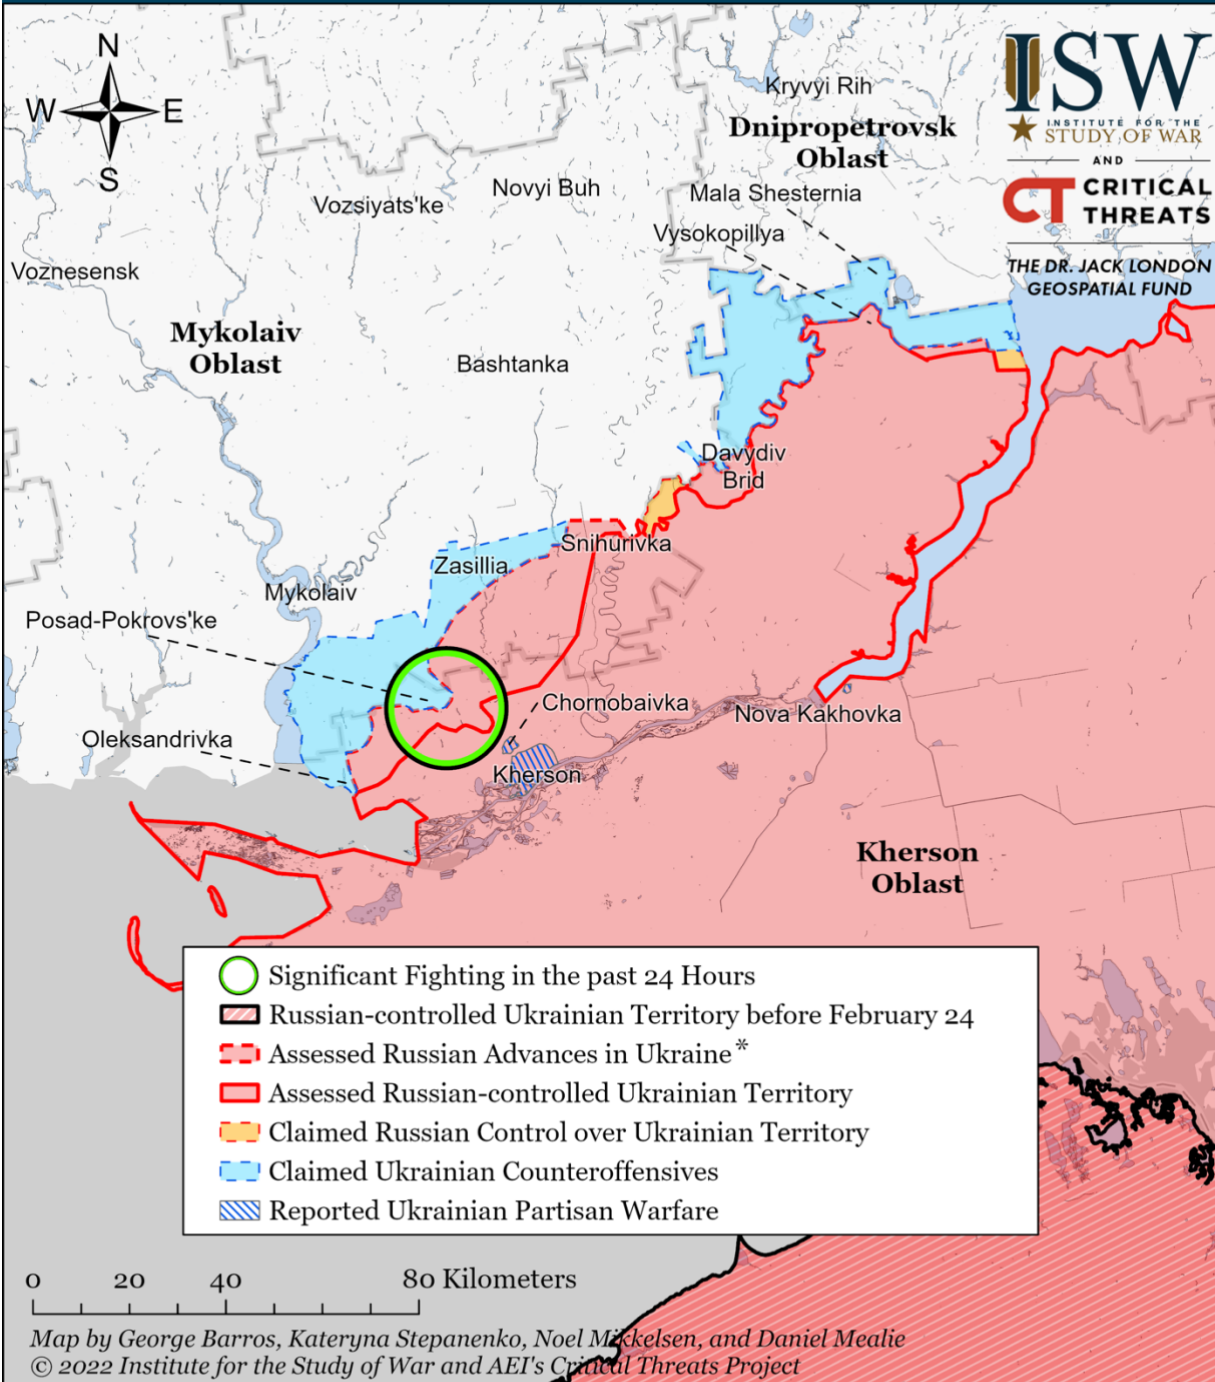 N
W
E
S
ISW
INSTITUTE FOR THE
STUDY OF WAR
AND
CT CRITICAL
THREATS
THE DR. JACK LONDON
GEOSPATIAL FUND
Kryvyi Rih
Dnipropetrovsk
Oblast
Novyi Buh
Mala Shesternia
Vozsiyats'ke
Vysokopillya
Voznesensk
Mykolaiv
Oblast
Bashtanka
Davydiv
Brid
Snihurivka
Zasillia
Mykolaiv
Posad-Pokrovs'ke
Chornobaivka
Nova Kakhovka
Oleksandrivka
Kherson
Kherson
Oblast
Significant Fighting in the past 24 Hours
Russian-controlled Ukrainian Territory before February 24
Assessed Russian Advances in Ukraine*
Assessed Russian-controlled Ukrainian Territory
Claimed Russian Control over Ukrainian Territory
Claimed Ukrainian Counteroffensives
Reported Ukrainian Partisan Warfare
0 20 40 80 Kilometers
Map by George Barros, Kateryna Stepanenko, Noel Mikkelsen, and Daniel Mealie
© 2022 Institute for the Study of War and AEI's Critical Threats Project